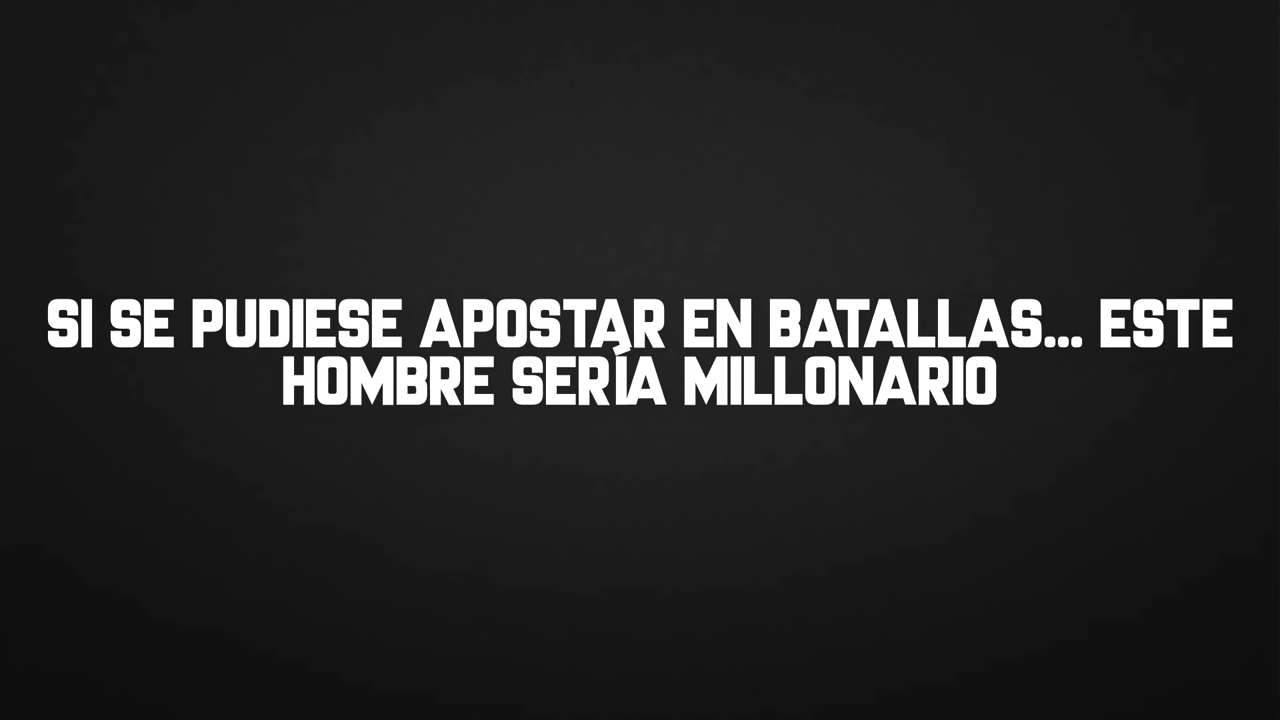 SI SE PUDIESE APOSTAR EN BATALLAS... ESTE
HOMBRE SERÍA MILLONARIO